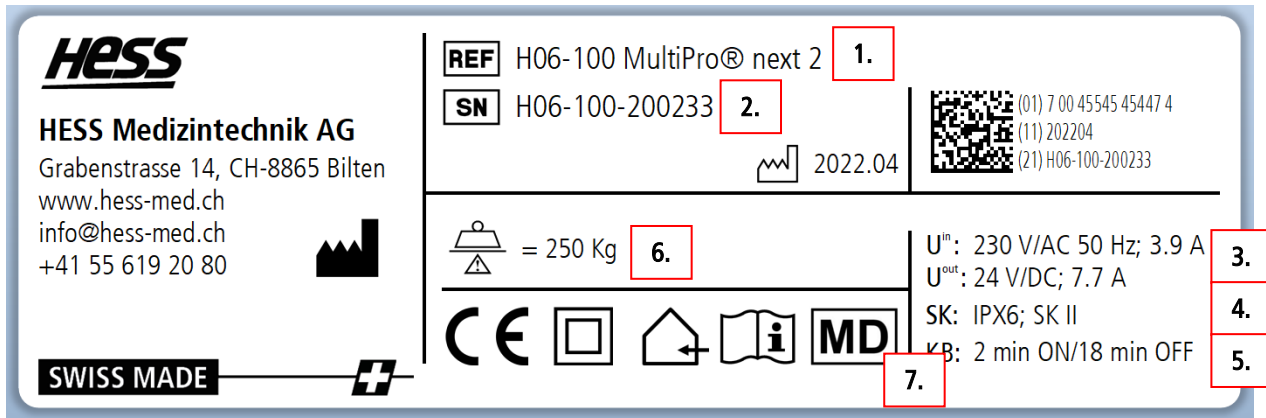 Hess
HESS Medizintechnik AG
Grabenstrasse 14, CH-8865 Bilten
www.hess-med.ch
info@hess-med.ch
+41 55 619 20 80
SWISS MADE
REF H06-100 MultiPro® next 2 1.
SN H06-100-200233 2.
2022.04
(01) 7 00 45545 45447 4
(11) 202204
(21) H06-100-200233
= 250 Kg 6.
CE i MD 7.
Uin: 230 V/AC 50 Hz; 3.9 A 3.
Uout: 24 V/DC; 7.7 A
SK: IPX6; SK II 4.
KB: 2 min ON/18 min OFF 5.